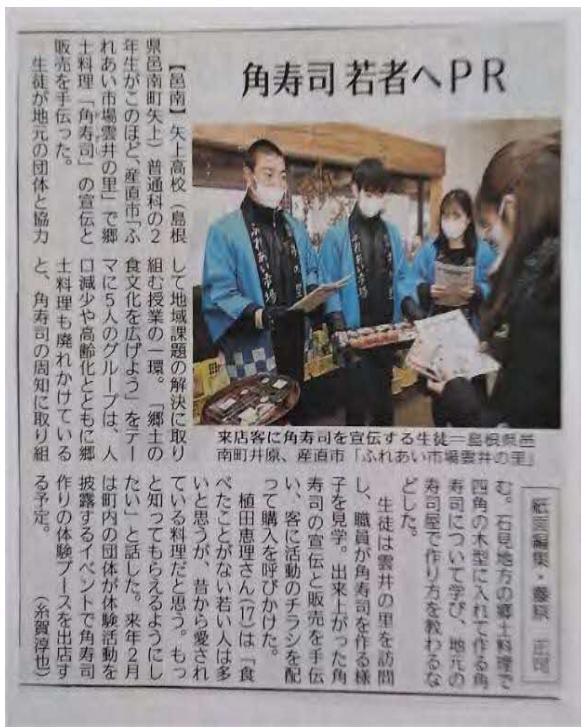 角寿司 若者へPR
【邑南】矢上高校(島根
県邑南町矢上)普通科の2
年生がこのほど、産直市「ふ
れあい市場雲井の里」で郷
土料理「角寿司」の宣伝と
販売を手伝った。
生徒が地元の団体と協力
して地域課題の解決に取り
組む授業の一環。「郷土の
食文化を広げよう」をテー
マに5人のグループは、人
口減少や高齢化とともに郷
土料理も廃れかけている
と、角寿司の周知に取り組
む。石見地方の郷土料理で
四角の木型に入れて作る角
寿司について学び、地元の
寿司屋で作り方を教わるな
どした。
生徒は雲井の里を訪問
し、職員が角寿司を作る様
子を見学。出来上がった角
寿司の宣伝と販売を手伝
い、客に活動のチラシを配
って購入を呼びかけた。
植田恵理さん(17)は「食
べたことがない若い人は多
いと思うが、昔から愛され
ている料理だと思う。もっ
と知ってもらえるようにし
たい」と話した。来年2月
は町内の団体が体験活動を
披露するイベントで角寿司
作りの体験ブースを出店す
る予定。
(糸賀淳也)
来店客に角寿司を宣伝する生徒=島根県邑
南町井原、産直市「ふれあい市場雲井の里」
ふれあい市場
ふれあい市場
紙面編集・藤原 正司